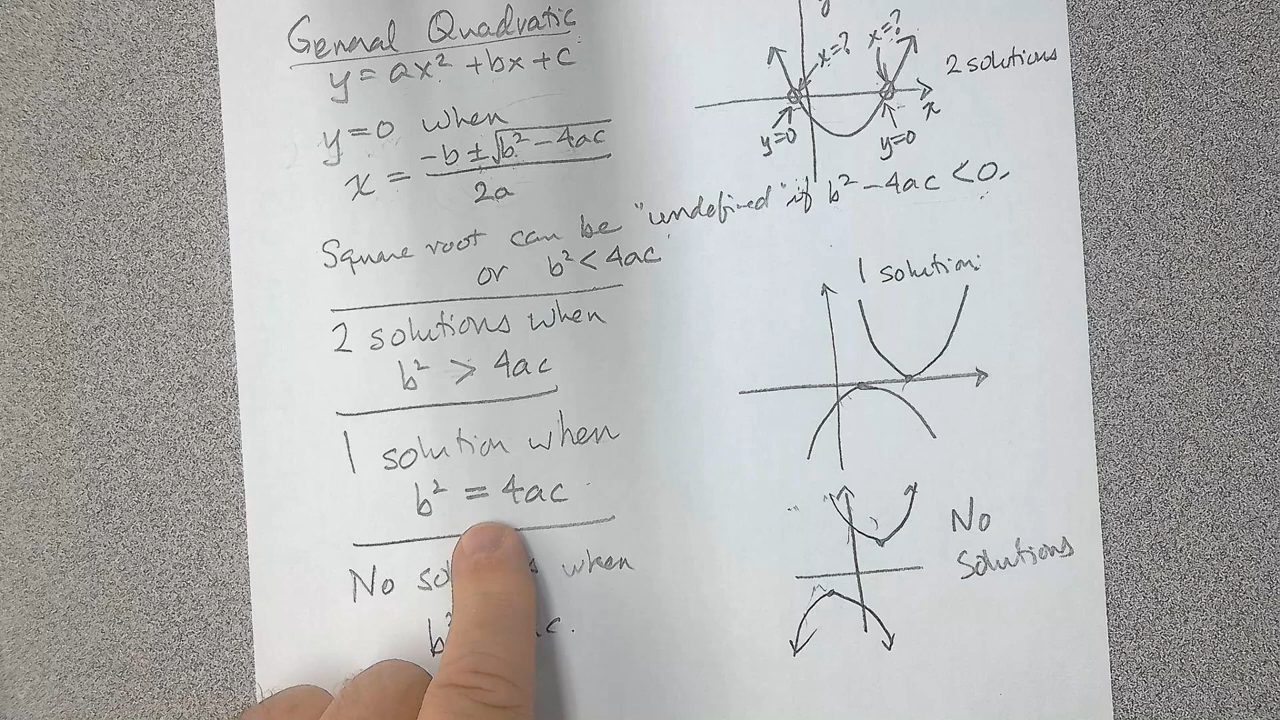 General Quadratic
y = ax² + bx + c
y=0 when
x = -b ± √b² - 4ac
2a
Square root can be "undefined" if b² - 4ac < 0.
or b² < 4ac
2 solutions when
b² > 4ac
1 solution when
b² = 4ac
No when
b² c.
y
x=?
x=?
2 solutions
x
y=0
y=0
1 solution:
No
Solutions